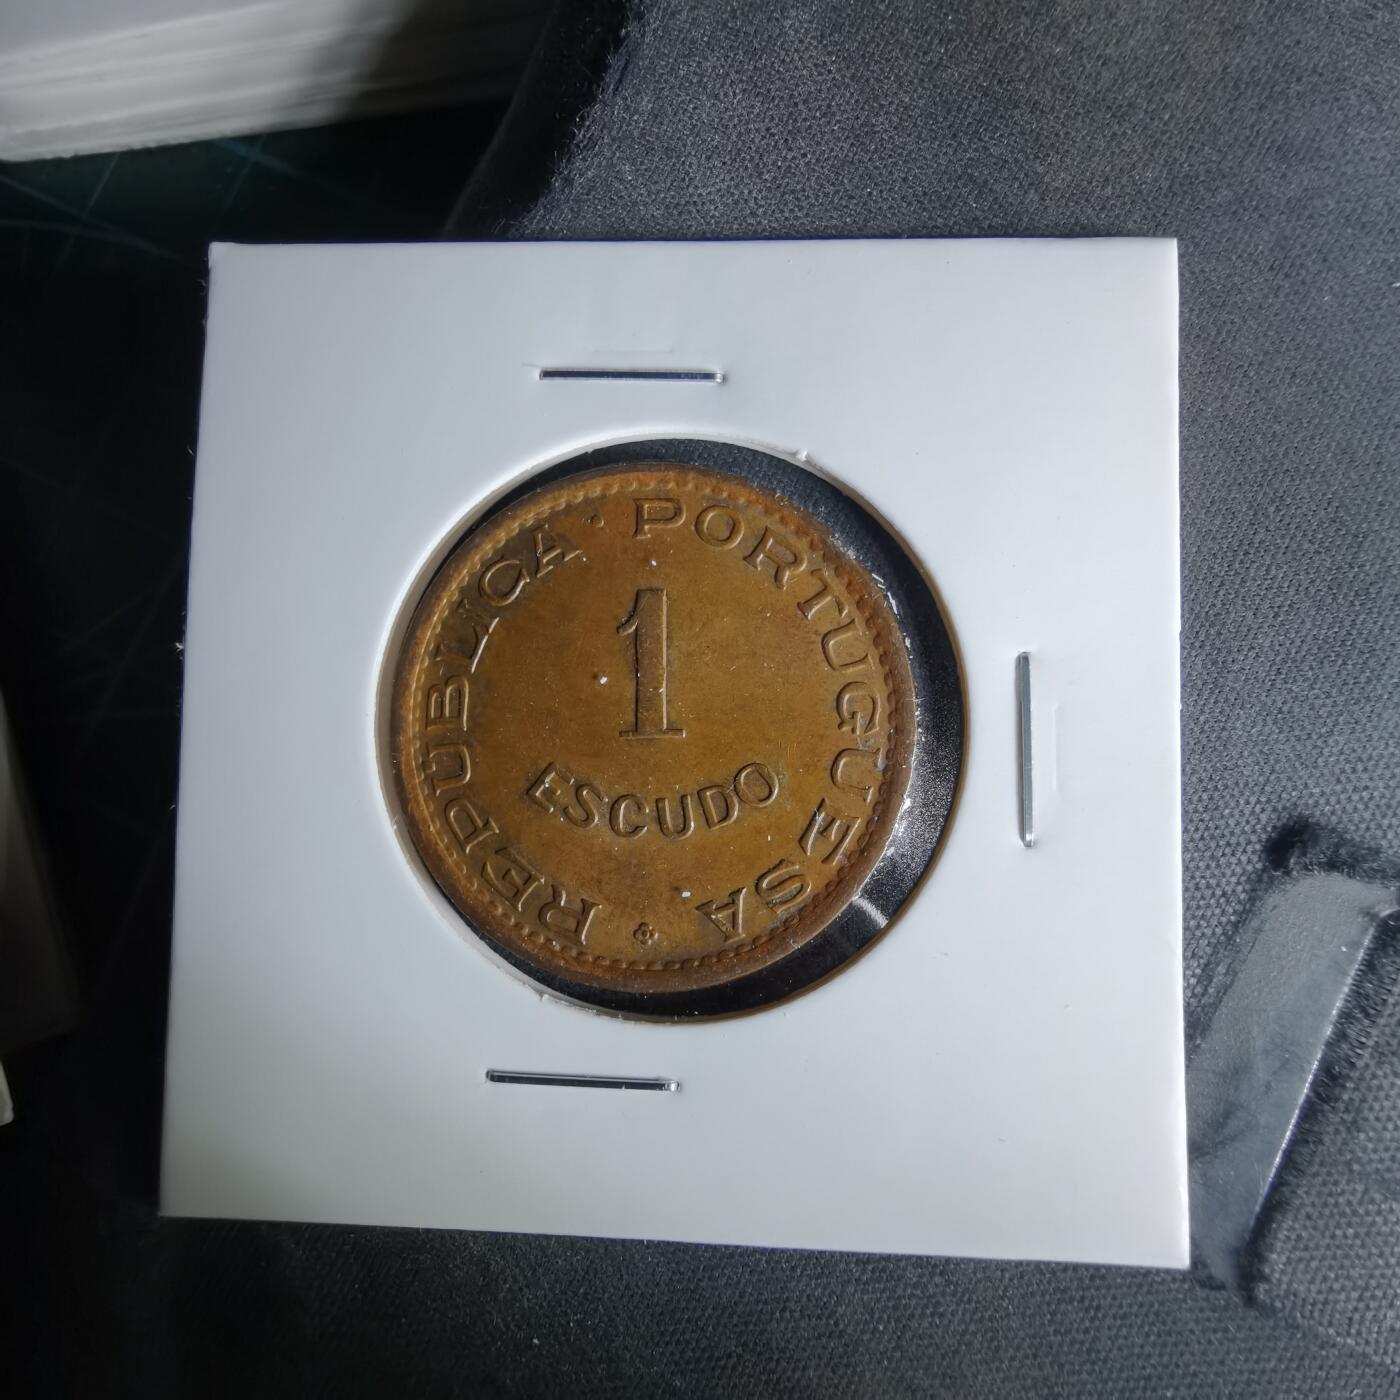 REPUBLICA · PORTUGUESA
1
ESCUDO